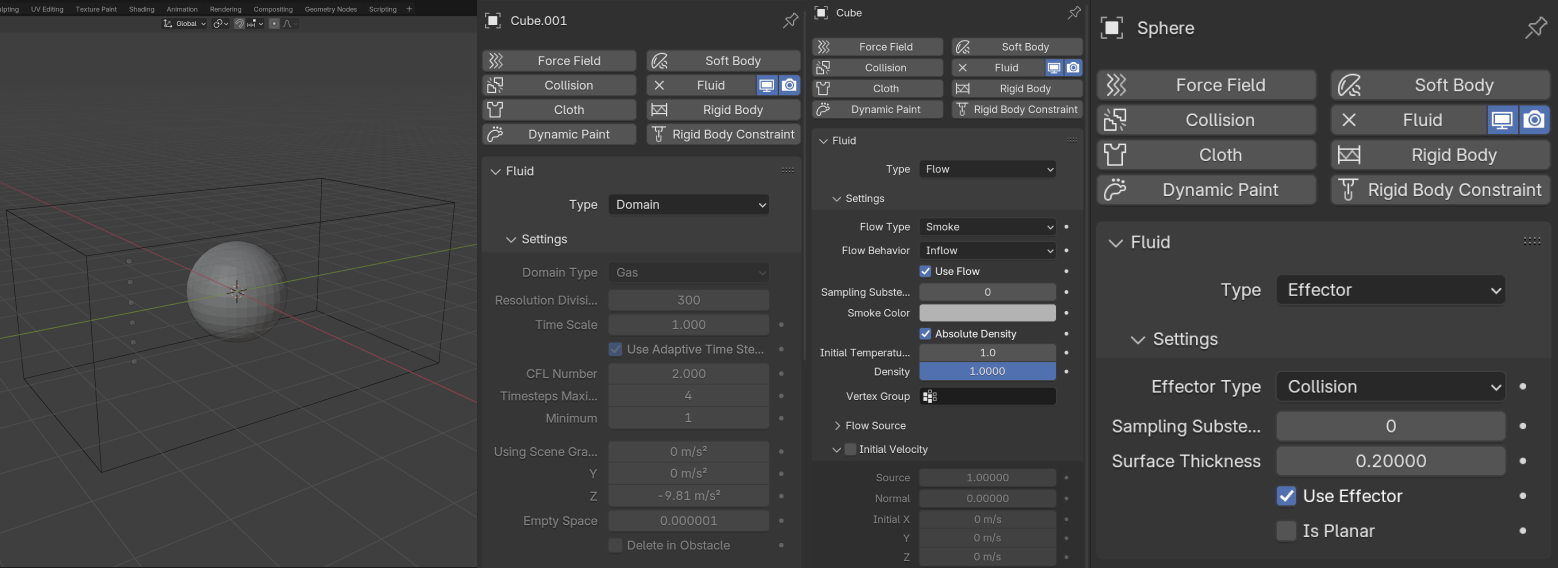 lpting UV Editing Texture Paint Shading Animation Rendering Compositing Geometry Nodes Scripting +
Global
Cube.001
Force Field Soft Body
Collision Fluid
Cloth Rigid Body
Dynamic Paint Rigid Body Constraint
Fluid
Type Domain
Settings
Domain Type Gas
Resolution Divisi... 300
Time Scale 1.000
Use Adaptive Time Ste...
CFL Number 2.000
Timesteps Maxi... 4
Minimum 1
Using Scene Gra... 0 m/s²
Y 0 m/s²
Z -9.81 m/s²
Empty Space 0.000001
Delete in Obstacle
Cube
Force Field Soft Body
Collision Fluid
Cloth Rigid Body
Dynamic Paint Rigid Body Constraint
Fluid
Type Flow
Settings
Flow Type Smoke
Flow Behavior Inflow
Use Flow
Sampling Subste... 0
Smoke Color
Absolute Density
Initial Temperatu... 1.0
Density 1.0000
Vertex Group
Flow Source
Initial Velocity
Source 1.00000
Normal 0.00000
Initial X 0 m/s
Y 0 m/s
Z 0 m/s
Sphere
Force Field Soft Body
Collision Fluid
Cloth Rigid Body
Dynamic Paint Rigid Body Constraint
Fluid
Type Effector
Settings
Effector Type Collision
Sampling Subste... 0
Surface Thickness 0.20000
Use Effector
Is Planar